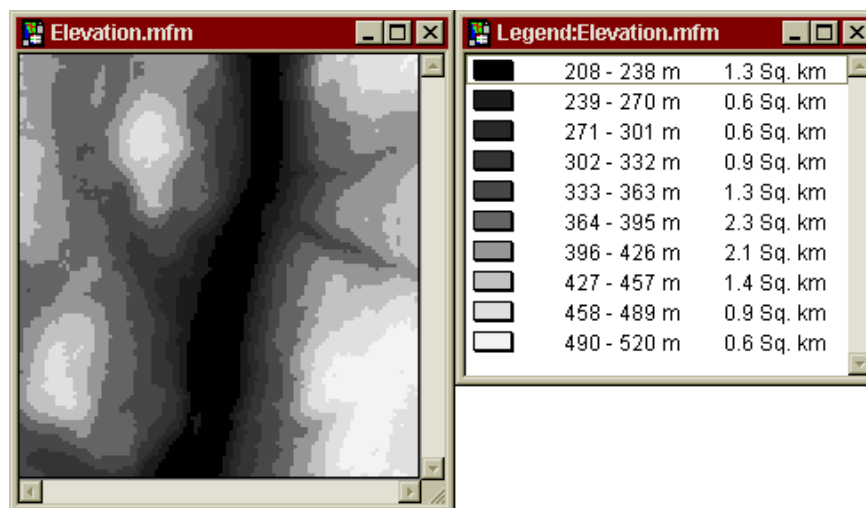 Elevation.mfm
Legend:Elevation.mfm
208 - 238 m 1.3 Sq. km
239 - 270 m 0.6 Sq. km
271 - 301 m 0.6 Sq. km
302 - 332 m 0.9 Sq. km
333 - 363 m 1.3 Sq. km
364 - 395 m 2.3 Sq. km
396 - 426 m 2.1 Sq. km
427 - 457 m 1.4 Sq. km
458 - 489 m 0.9 Sq. km
490 - 520 m 0.6 Sq. km